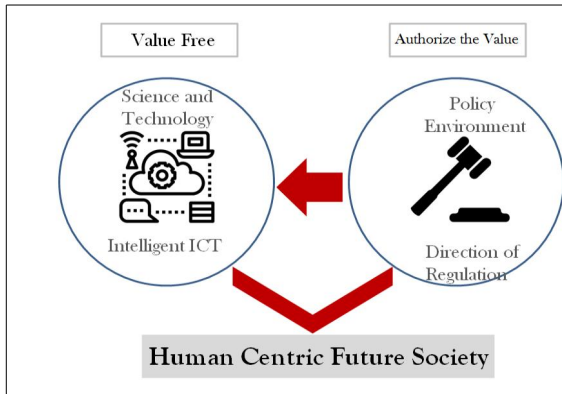 Value Free
Authorize the Value
Science and
Technology
Intelligent ICT
Policy
Environment
Direction of
Regulation
Human Centric Future Society